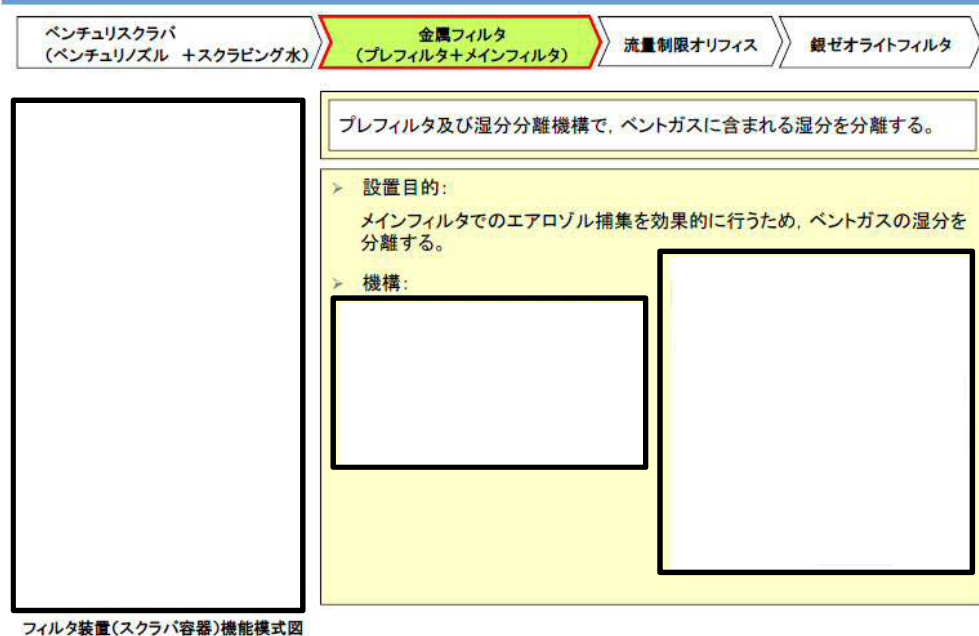 ベンチュリスクラバ
(ベンチュリノズル +スクラビング水)
金属フィルタ
(プレフィルタ+メインフィルタ)
流量制限オリフィス
銀ゼオライトフィルタ
プレフィルタ及び湿分分離機構で,ベントガスに含まれる湿分を分離する。
➢ 設置目的:
メインフィルタでのエアロゾル捕集を効果的に行うため,ベントガスの湿分を
分離する。
➢ 機構:
フィルタ装置(スクラバ容器)機能模式図